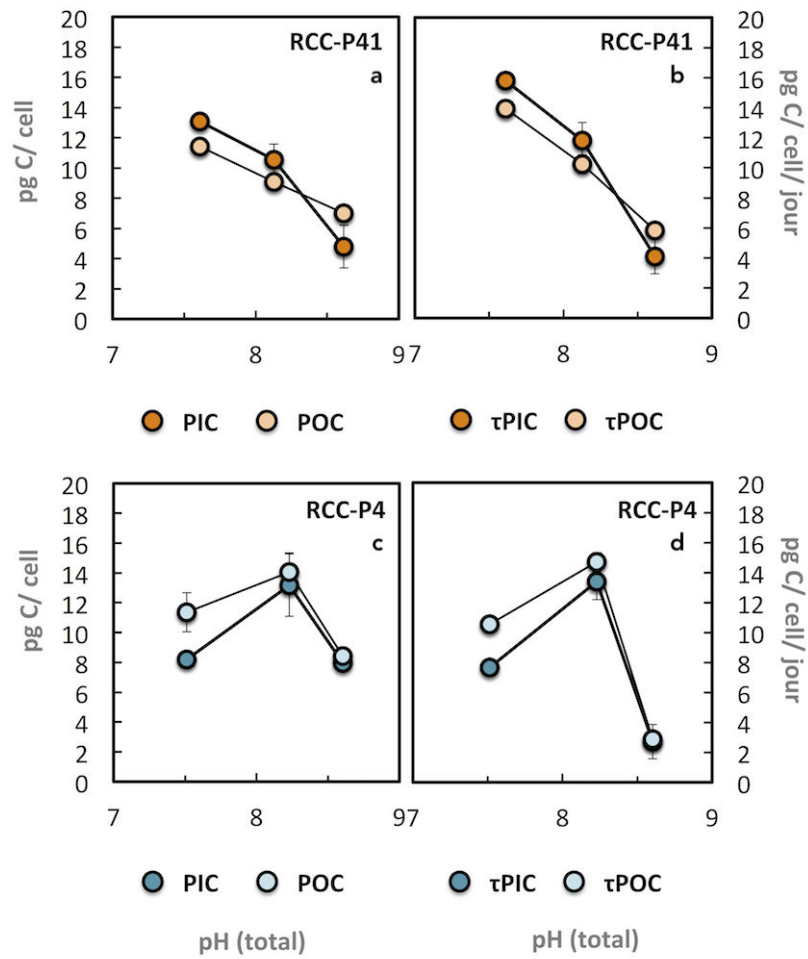 20
18
16
14
12
10
8
6
4
2
0
pg C/ cell
RCC-P41
a
7 8 9
RCC-P41
b
7 8 9
20
18
16
14
12
10
8
6
4
2
0
pg C/ cell/ jour
PIC POC τPIC τPOC
20
18
16
14
12
10
8
6
4
2
0
pg C/ cell
RCC-P4
c
7 8 9
RCC-P4
d
7 8 9
20
18
16
14
12
10
8
6
4
2
0
pg C/ cell/ jour
PIC POC τPIC τPOC
pH (total) pH (total)